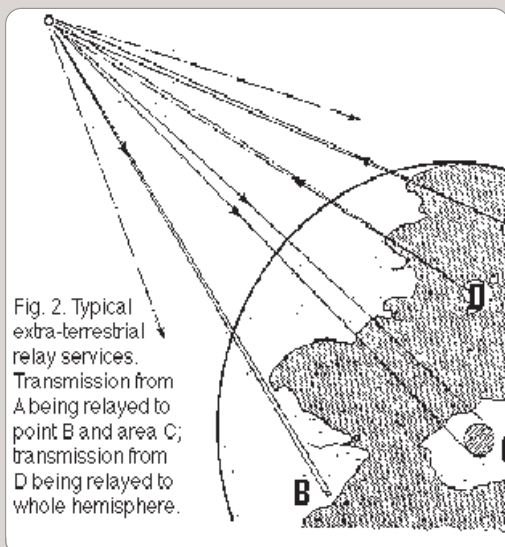 D
Fig. 2. Typical
extra-terrestrial
relay services.
Transmission from
A being relayed to
point B and area C;
transmission from
D being relayed to
whole hemisphere.
B